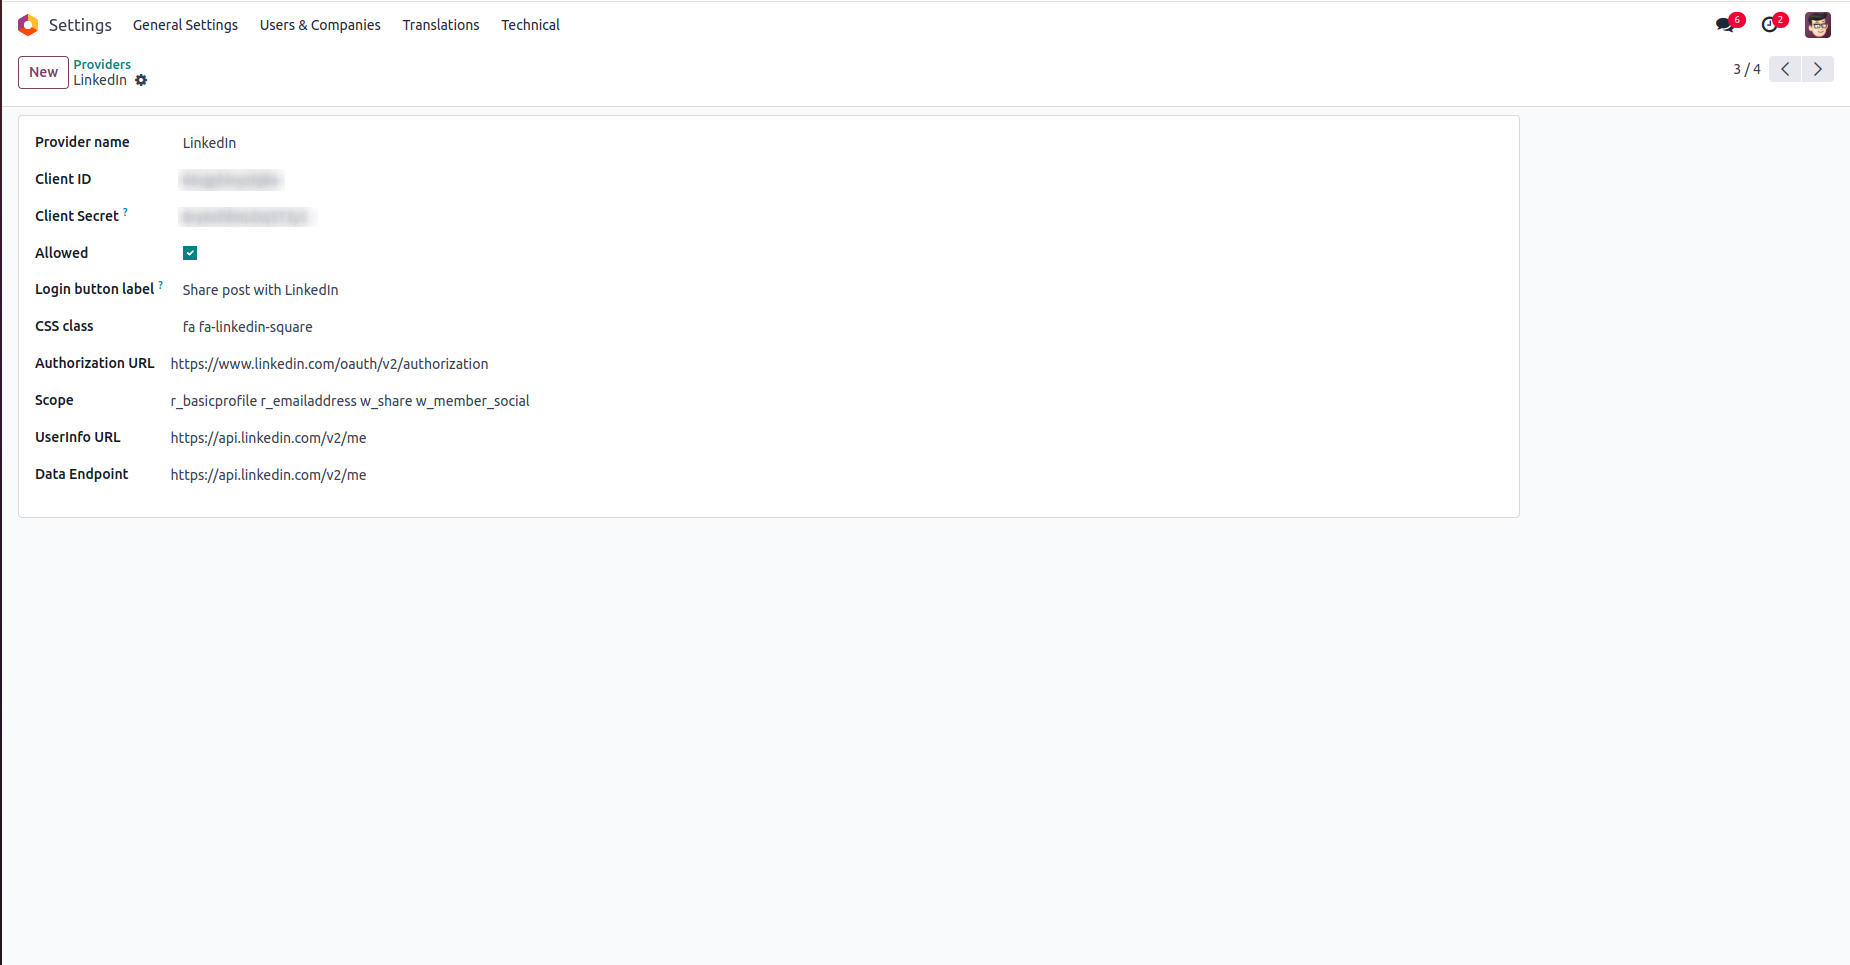 Settings General Settings Users & Companies Translations Technical 6 2
New Providers
LinkedIn 3 / 4
Provider name LinkedIn
Client ID
Client Secret ?
Allowed
Login button label ? Share post with LinkedIn
CSS class fa fa-linkedin-square
Authorization URL https://www.linkedin.com/oauth/v2/authorization
Scope r_basicprofile r_emailaddress w_share w_member_social
UserInfo URL https://api.linkedin.com/v2/me
Data Endpoint https://api.linkedin.com/v2/me